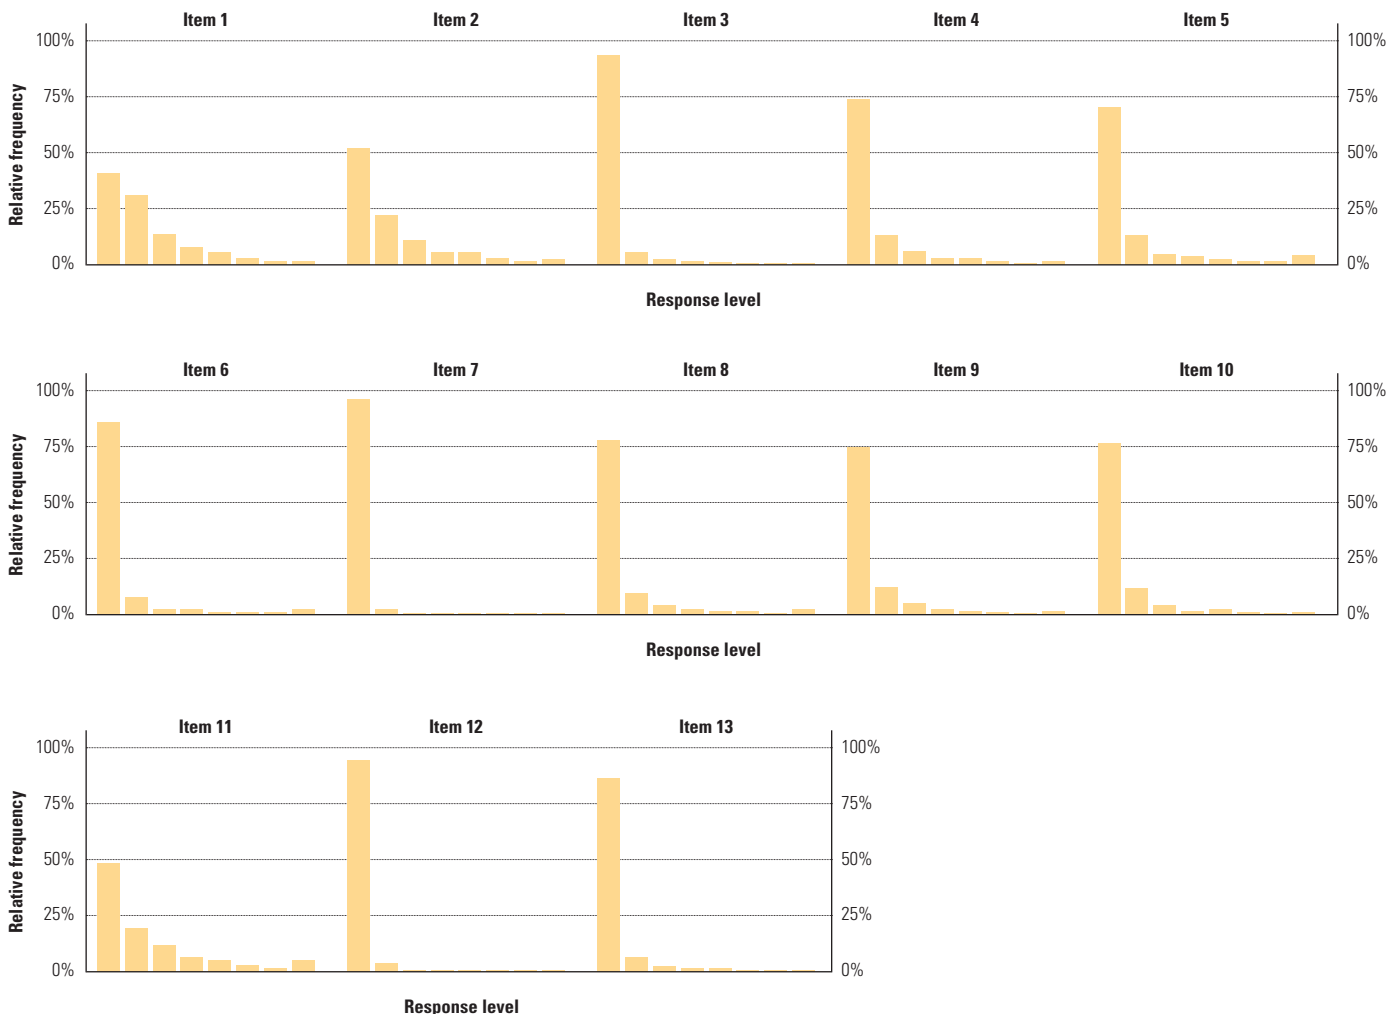 Item 1 Item 2 Item 3 Item 4 Item 5
100% 100%
75% 75%
50% 50%
25% 25%
0% 0%
Relative frequency
Response level
Item 6 Item 7 Item 8 Item 9 Item 10
100% 100%
75% 75%
50% 50%
25% 25%
0% 0%
Relative frequency
Response level
Item 11 Item 12 Item 13
100% 100%
75% 75%
50% 50%
25% 25%
0% 0%
Relative frequency
Response level